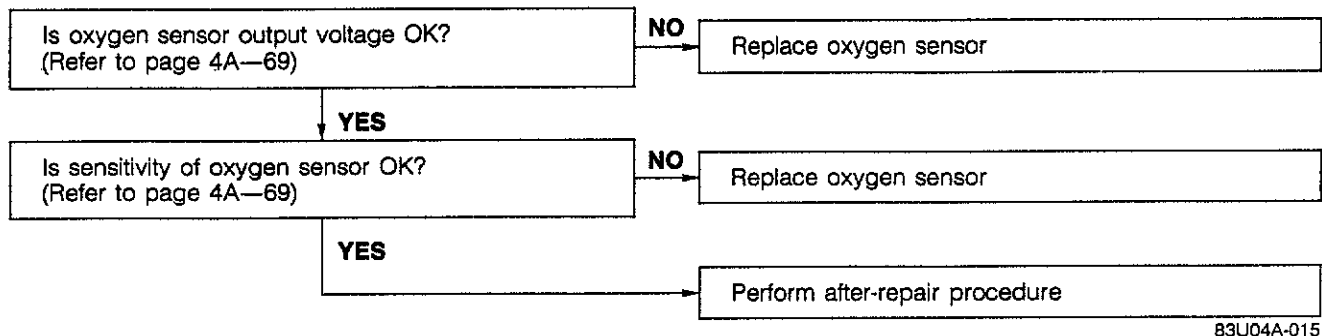 Is oxygen sensor output voltage OK?
(Refer to page 4A—69)
NO
Replace oxygen sensor
YES
Is sensitivity of oxygen sensor OK?
(Refer to page 4A—69)
NO
Replace oxygen sensor
YES
Perform after-repair procedure
83U04A-015